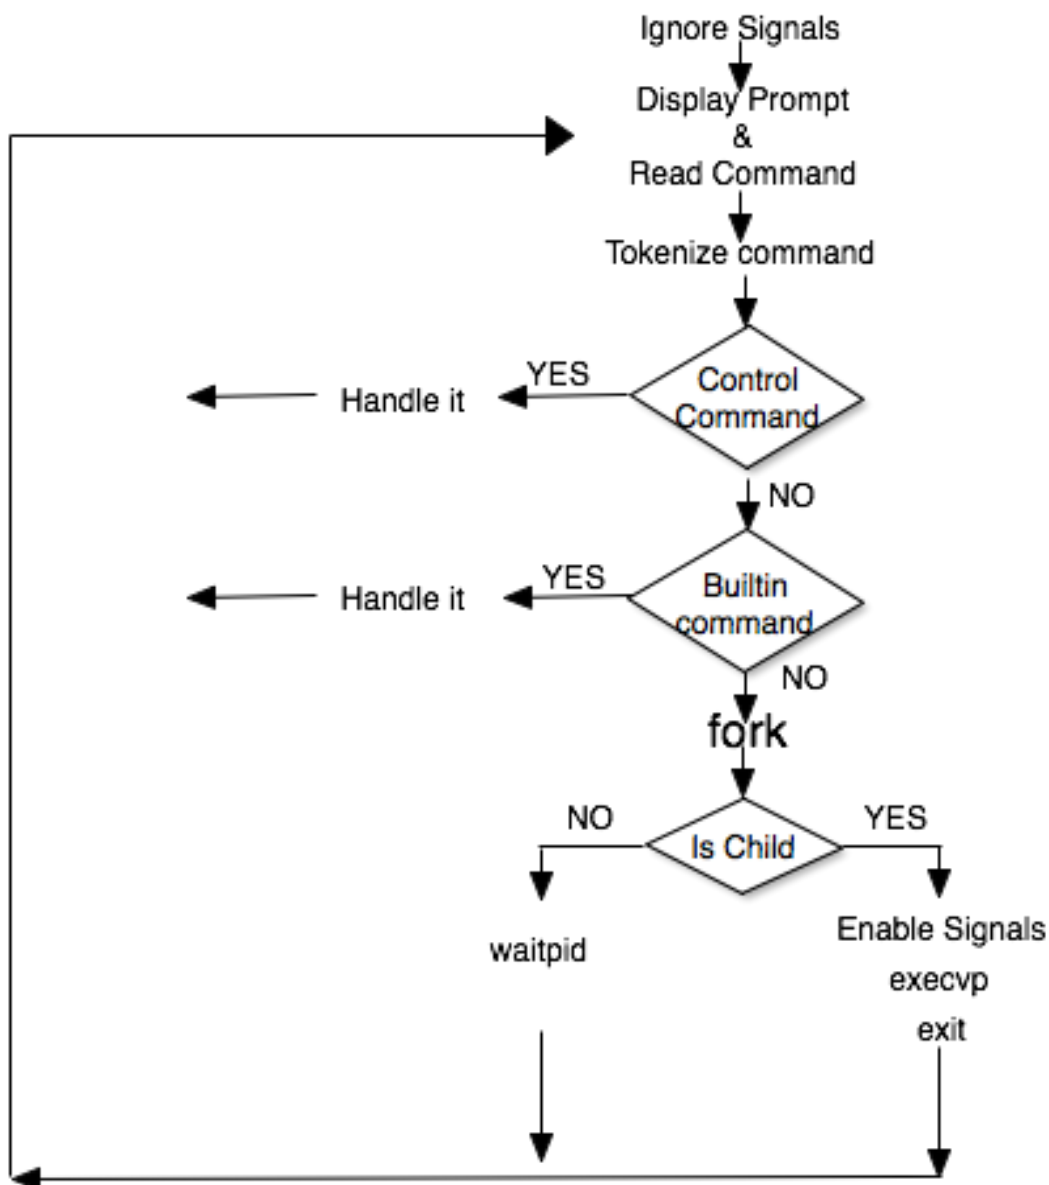 Ignore Signals
Display Prompt
&
Read Command
Tokenize command
Control
Command
YES
Handle it
NO
Builtin
command
YES
Handle it
NO
fork
Is Child
NO
YES
waitpid
Enable Signals
execvp
exit